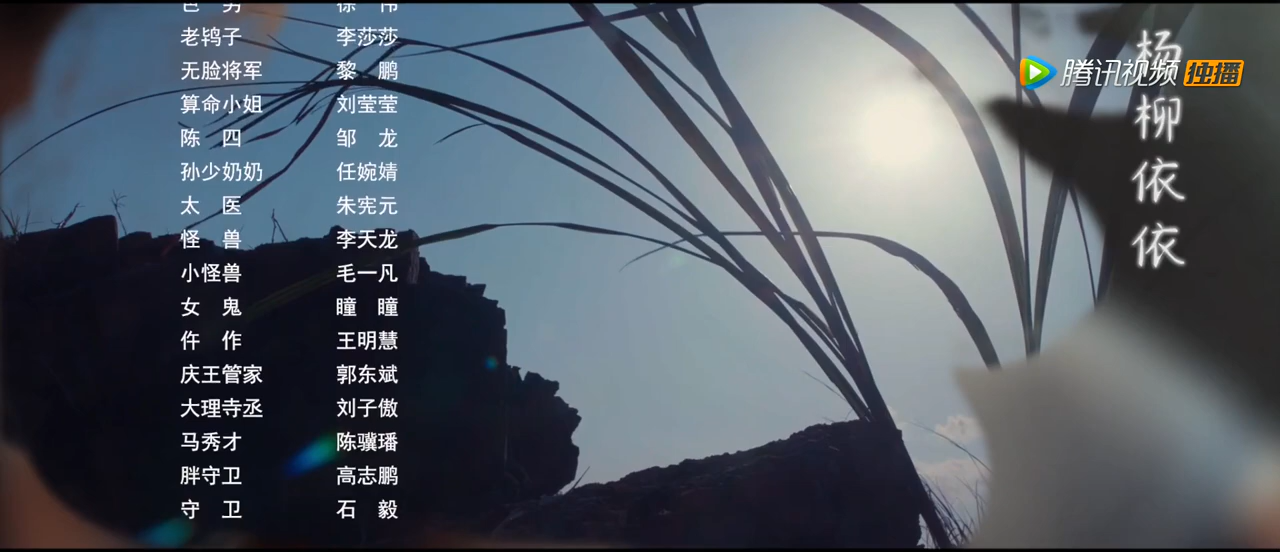 老鸨子 李莎莎
无脸将军 黎 鹏
算命小姐 刘莹莹
陈 四 邹 龙
孙少奶奶 任婉婧
太 医 朱宪元
怪 兽 李天龙
小怪兽 毛一凡
女 鬼 瞳 瞳
仵 作 王明慧
庆王管家 郭东斌
大理寺丞 刘子傲
马秀才 陈骥璠
胖守卫 高志鹏
守 卫 石 毅
杨柳依依
腾讯视频 独播